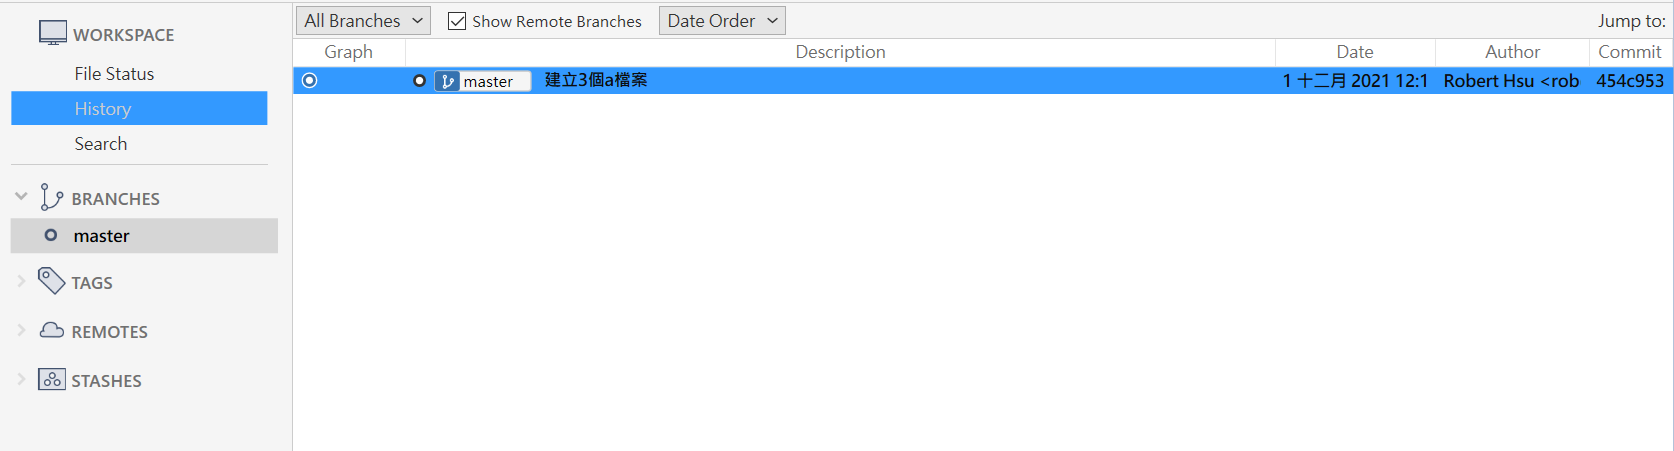 WORKSPACE
File Status
History
Search
BRANCHES
master
TAGS
REMOTES
STASHES
All Branches Show Remote Branches Date Order Jump to:
Graph Description Date Author Commit
master 建立3個a檔案 1 十二月 2021 12:1 Robert Hsu <rob 454c953